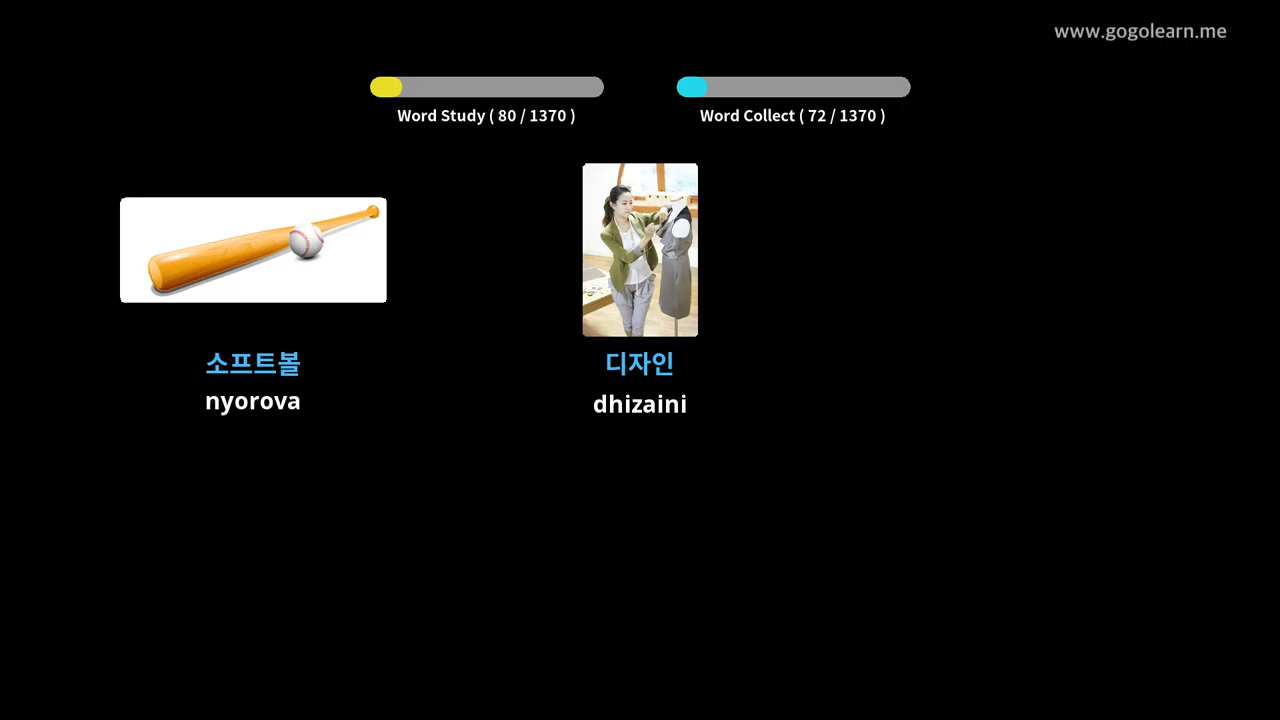 www.gogolearn.me
Word Study ( 80 / 1370 )
Word Collect ( 72 / 1370 )
소프트볼
nyorova
디자인
dhizaini